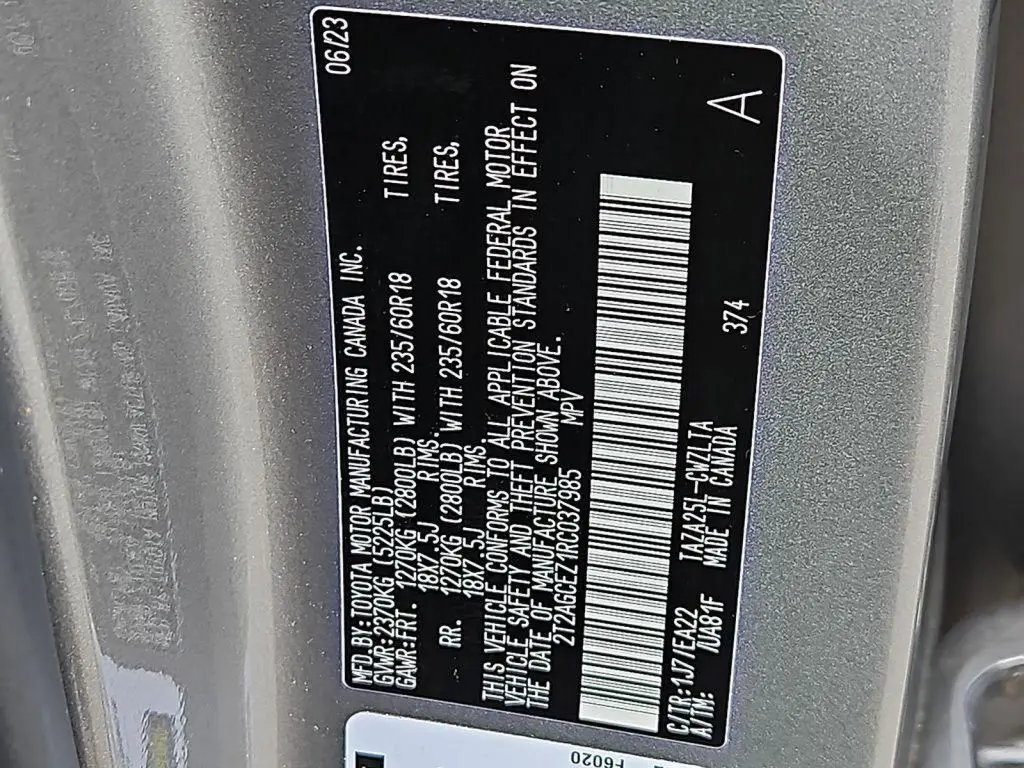 MFD.BY:TOYOTA MOTOR MANUFACTURING CANADA INC. 06/23
GVWR:2370KG (5225LB)
GAWR:FRT. 1270KG (2800LB) WITH 235/60R18 TIRES,
18X7.5J RIMS.
RR. 1270KG (2800LB) WITH 235/60R18 TIRES,
18X7.5J RIMS.
THIS VEHICLE CONFORMS TO ALL APPLICABLE FEDERAL MOTOR
VEHICLE SAFETY AND THEFT PREVENTION STANDARDS IN EFFECT ON
THE DATE OF MANUFACTURE SHOWN ABOVE.
2T2AGCEZ1RC037985 MPV
C/TR:1J7/EA22 TAZA25L-CWZLTA 374 A
A/TM: /UA81F MADE IN CANADA
F6020